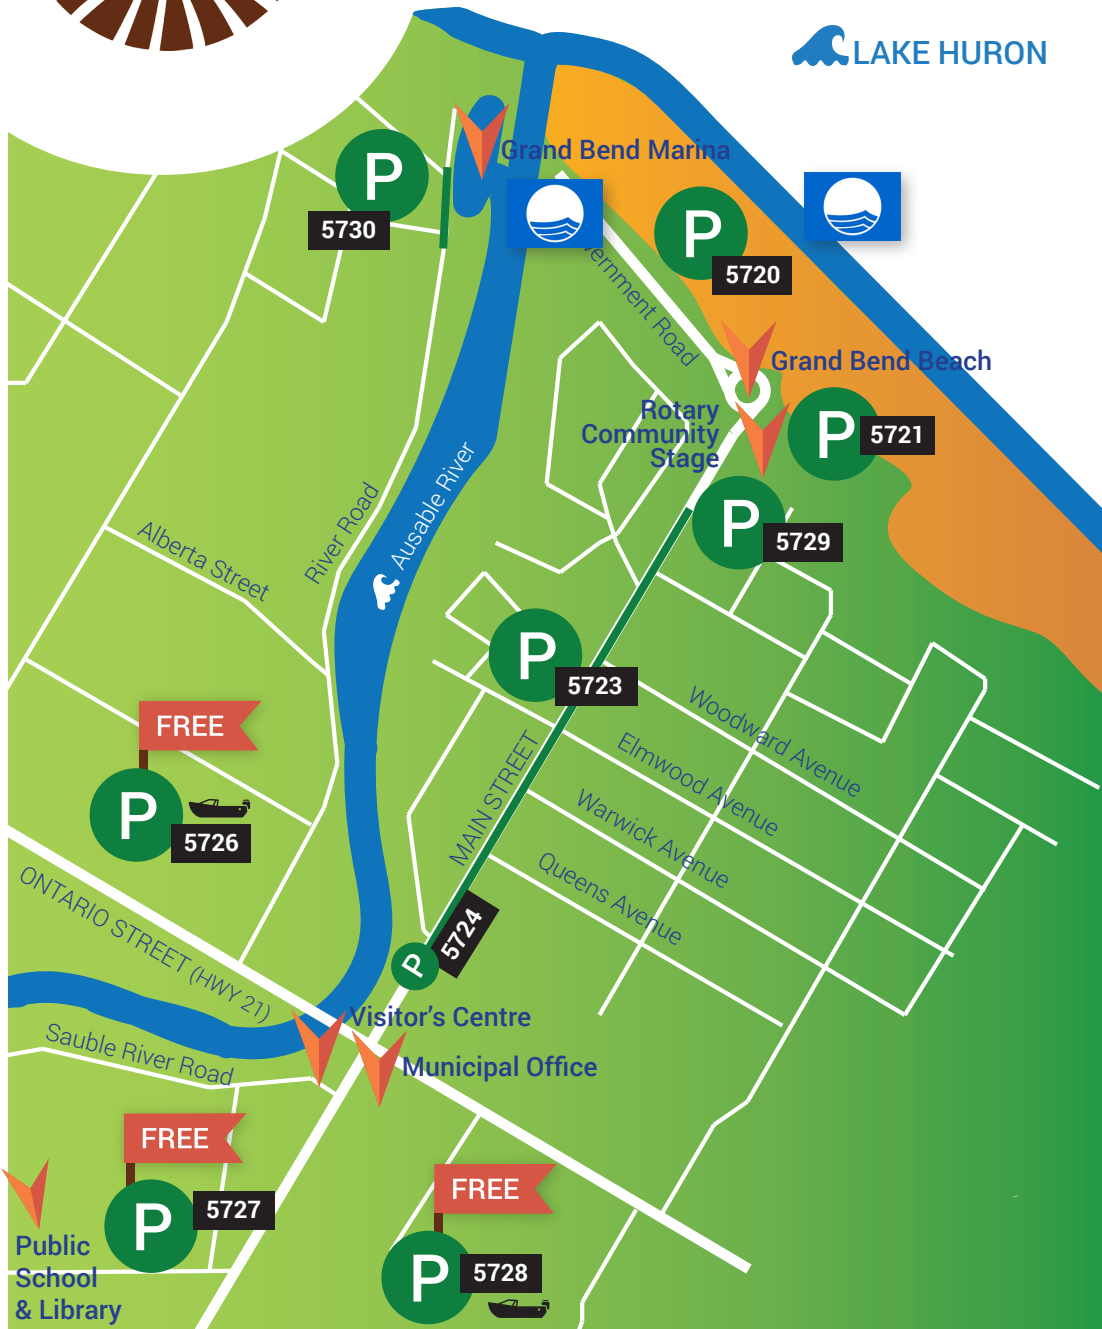 LAKE HURON
Grand Bend Marina
P
5730
P
5720
vernment Road
Grand Bend Beach
Rotary
Community
Stage
P
5721
P
5729
Ausable River
River Road
Alberta Street
P
5723
Woodward Avenue
Elmwood Avenue
Warwick Avenue
Queens Avenue
MAIN STREET
FREE
P
5726
ONTARIO STREET (HWY 21)
P
5724
Visitor's Centre
Municipal Office
Sauble River Road
FREE
P
5727
FREE
P
5728
Public
School
& Library